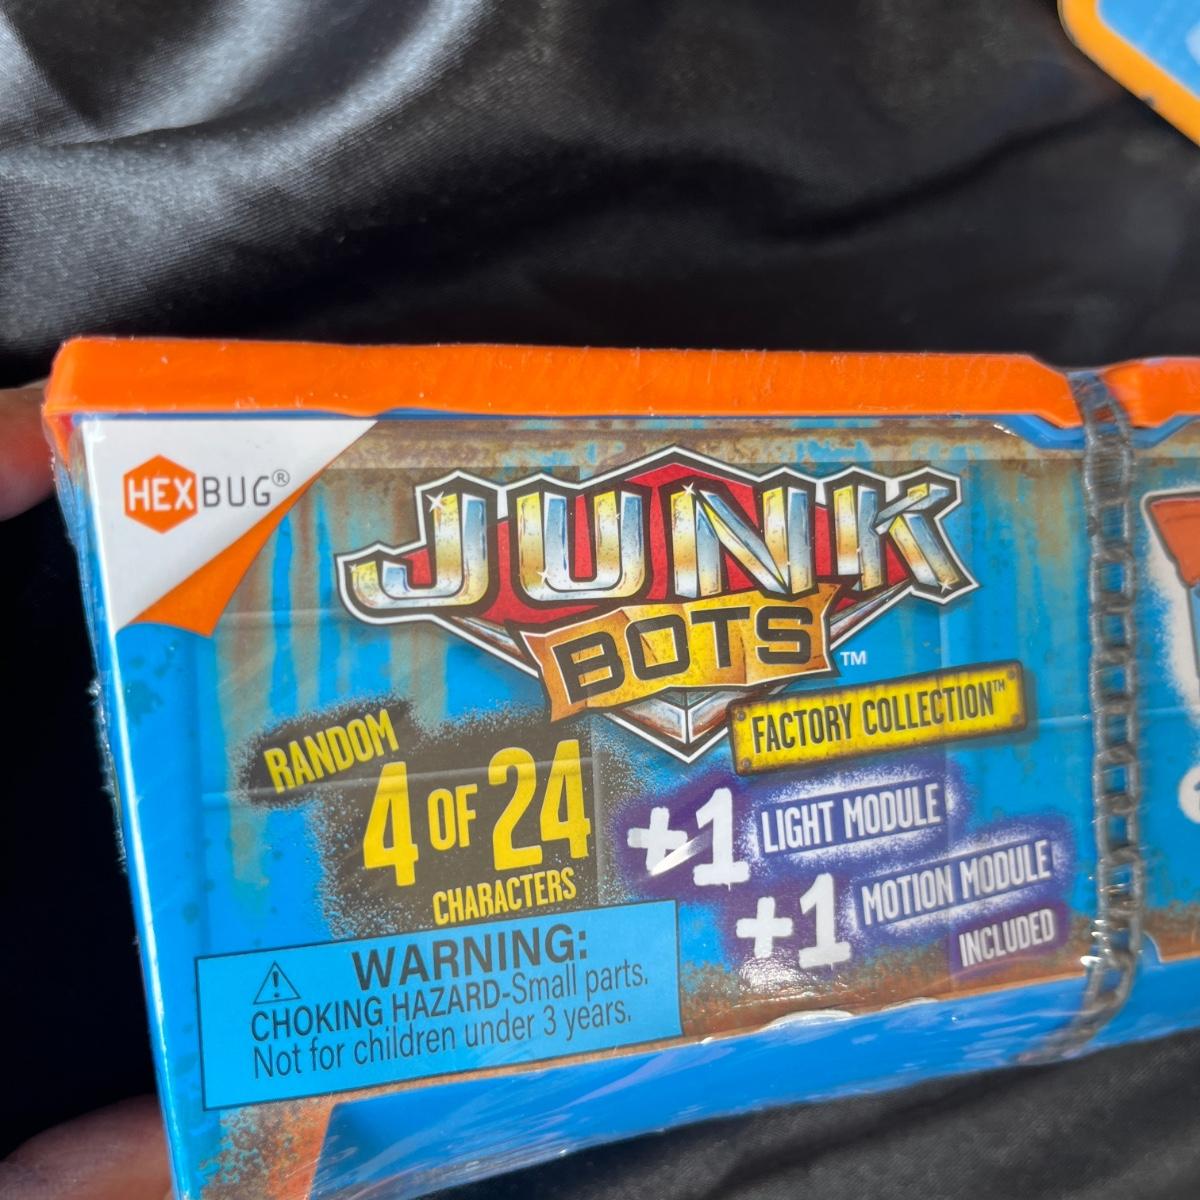 HEXBUG®
JUNK
BOTS™
FACTORY COLLECTION™
RANDOM
4 OF 24
CHARACTERS
+1 LIGHT MODULE
+1 MOTION MODULE
INCLUDED
WARNING:
CHOKING HAZARD-Small parts.
Not for children under 3 years.